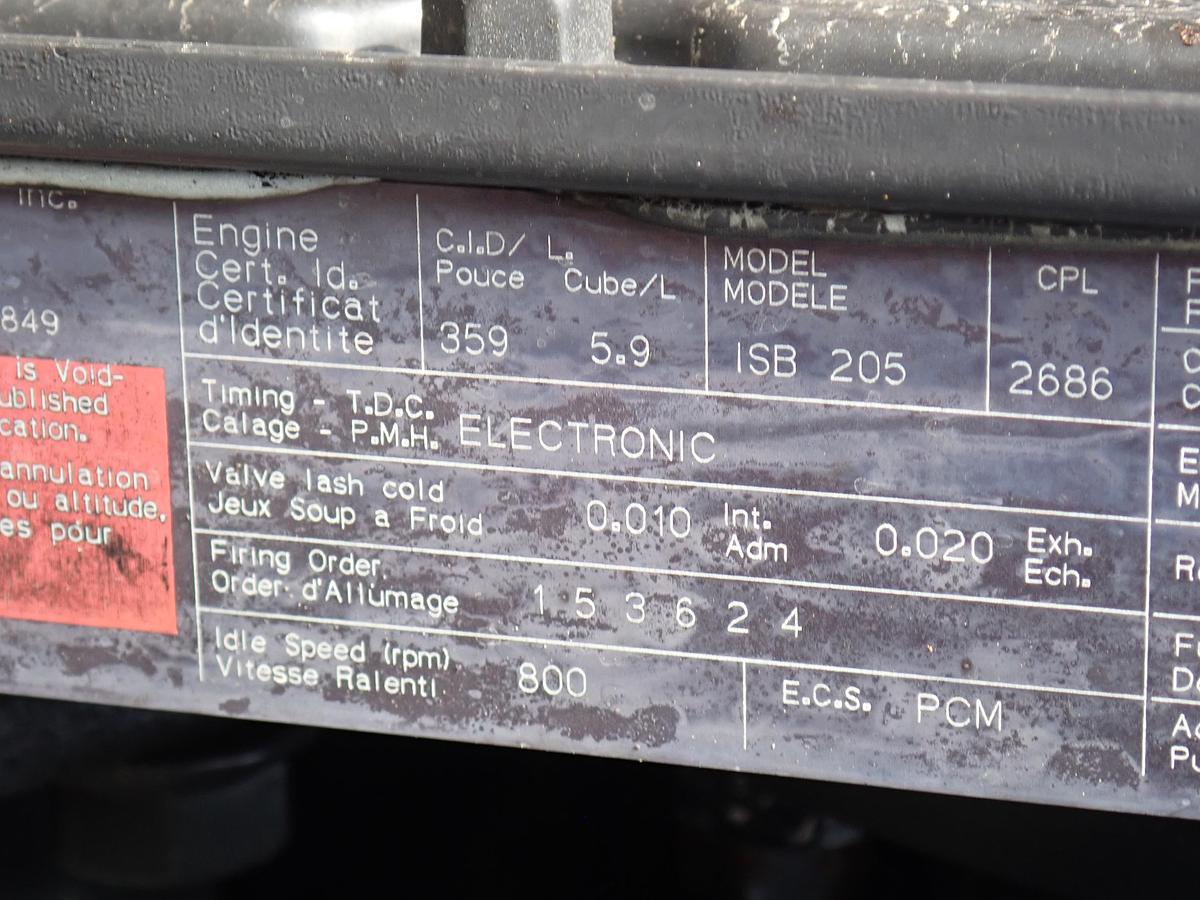 Inc.
849
is Void-
ublished
cation.
annulation
ou altitude,
es pour
Engine
Cert. Id.
Certificat
d'Identite
C.I.D/ L.
Pouce Cube/L
359 5.9
MODEL
MODELE
ISB 205
CPL
2686
Timing - T.D.C.
Calage - P.M.H. ELECTRONIC
Valve lash cold
Jeux Soup a Froid
0.010 Int.
Adm
0.020 Exh.
Ech.
Firing Order
Order d'Allumage
1 5 3 6 2 4
Idle Speed (rpm)
Vitesse Ralenti
800
E.C.S. PCM